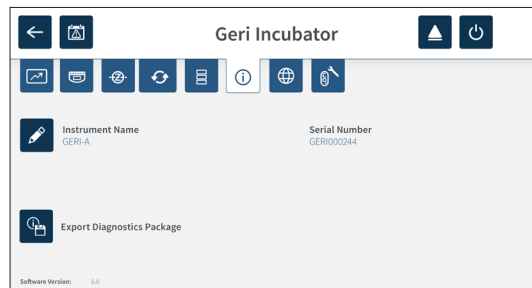 Geri Incubator
Instrument Name
GERI-A
Serial Number
GERI000244
Export Diagnostics Package
Software Version: 6.0